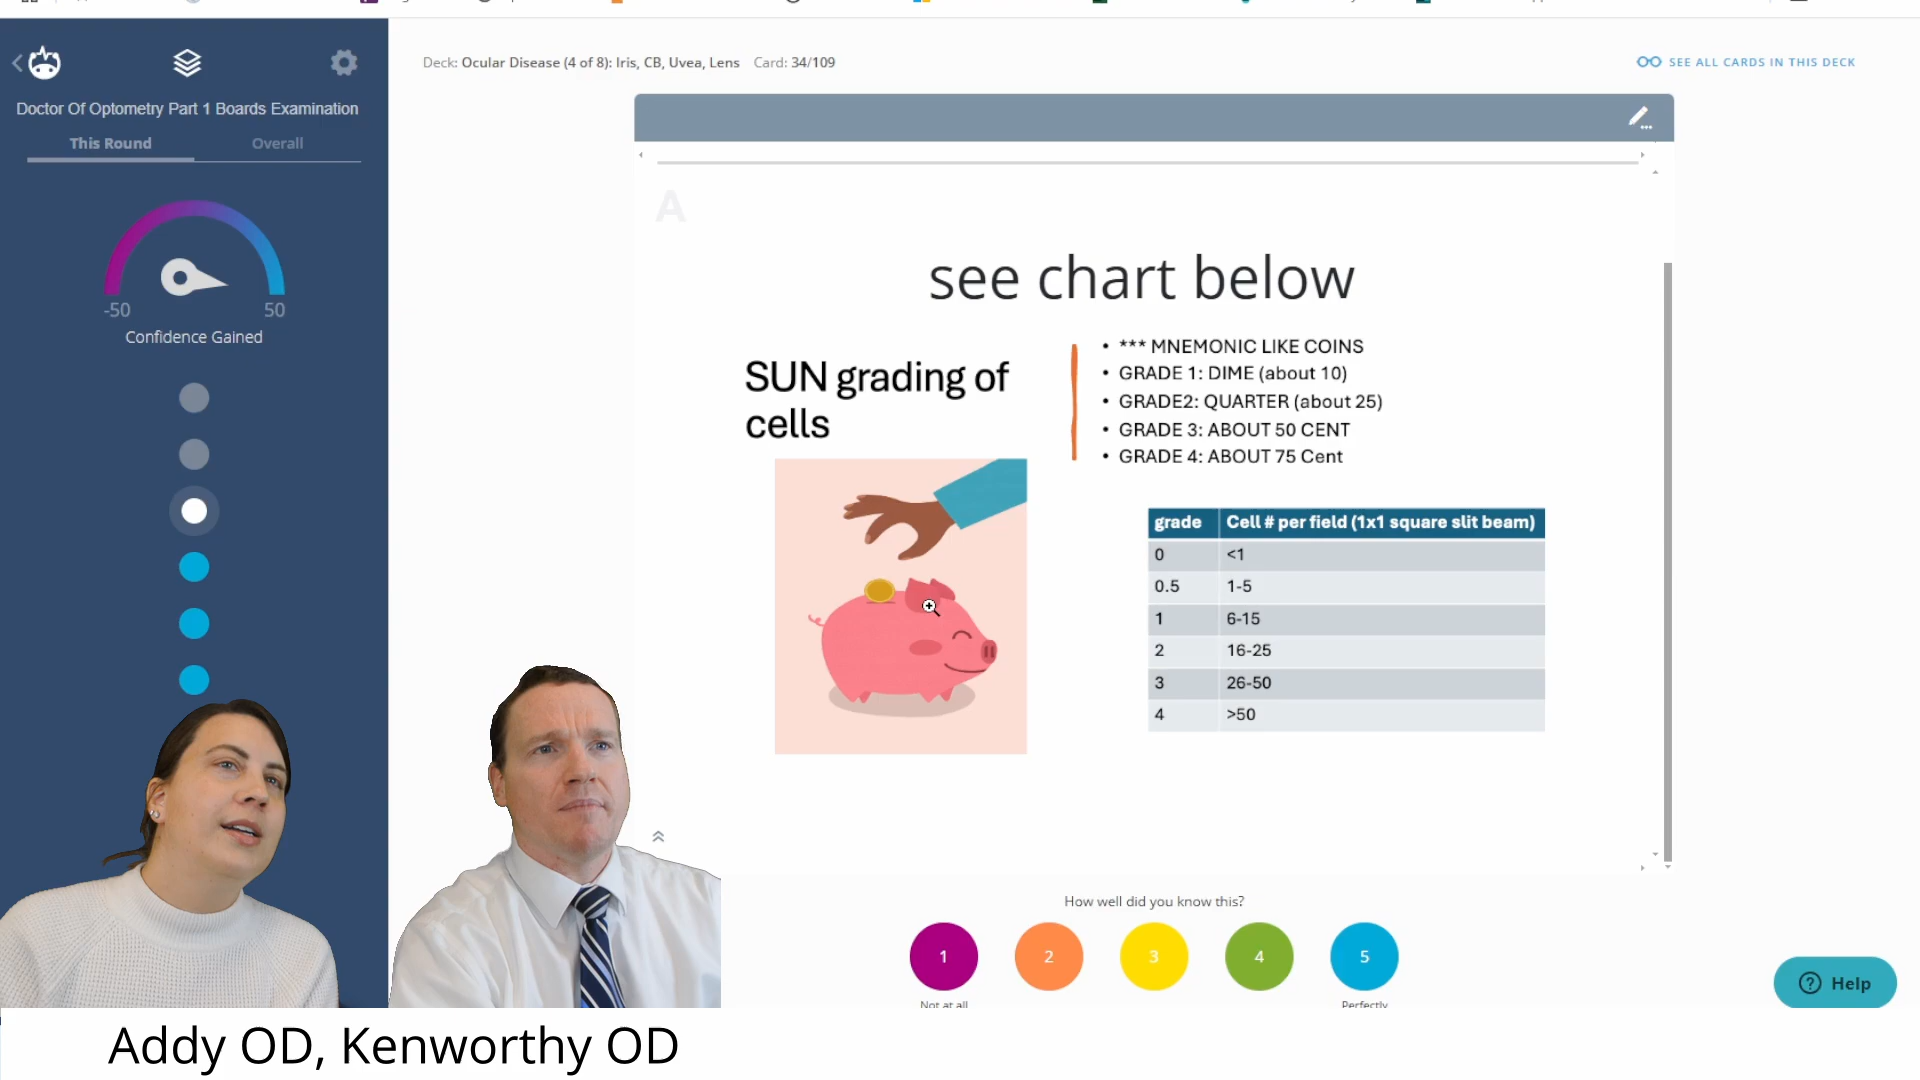 Deck: Ocular Disease (4 of 8): Iris, CB, Uvea, Lens Card: 34/109
SEE ALL CARDS IN THIS DECK
Doctor Of Optometry Part 1 Boards Examination
This Round
Overall
-50
50
Confidence Gained
A
see chart below
SUN grading of
cells
• *** MNEMONIC LIKE COINS
• GRADE 1: DIME (about 10)
• GRADE2: QUARTER (about 25)
• GRADE 3: ABOUT 50 CENT
• GRADE 4: ABOUT 75 Cent
grade Cell # per field (1x1 square slit beam)
0 <1
0.5 1-5
1 6-15
2 16-25
3 26-50
4 >50
How well did you know this?
1 2 3 4 5
Not at all
Perfectly
Help
Addy OD, Kenworthy OD